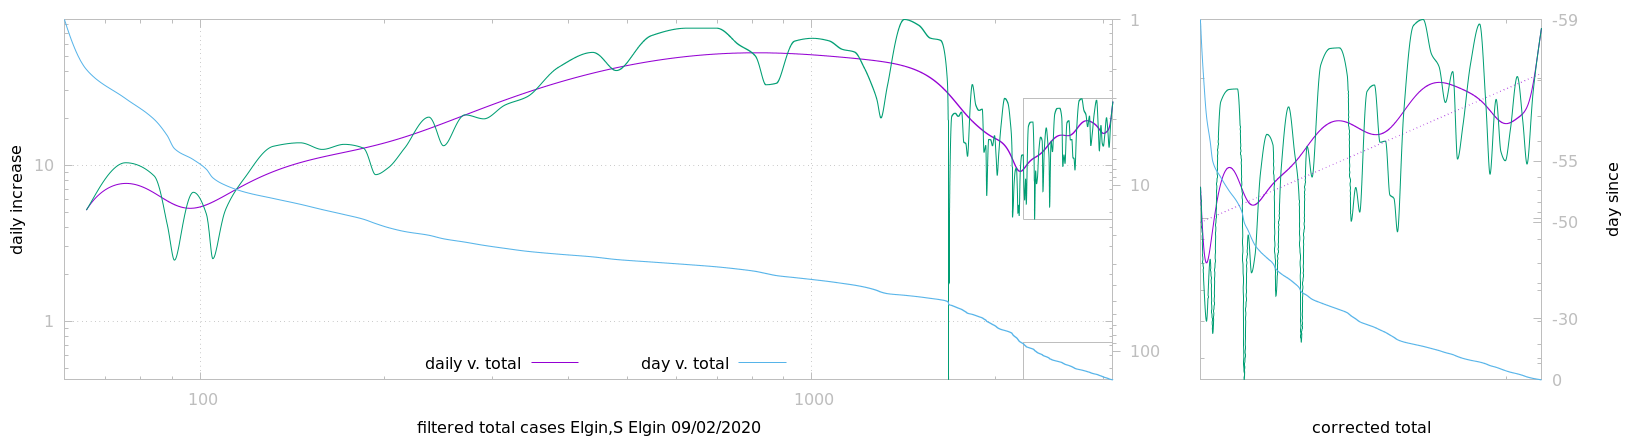 1
-59
10
daily increase
10
-55
day since
-50
1
-30
daily v. total
day v. total
100
0
100
1000
filtered total cases Elgin,S Elgin 09/02/2020
corrected total